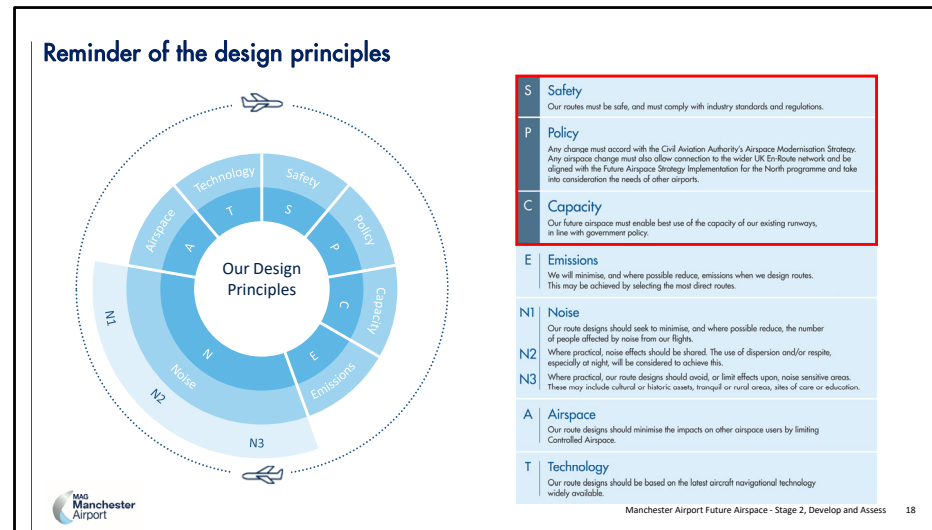 Reminder of the design principles
Technology
Safety
Airspace
Policy
Capacity
Emissions
Noise
T
S
A
P
C
E
N
Our Design
Principles
N1
N2
N3
S
Safety
Our routes must be safe, and must comply with industry standards and regulations.
P
Policy
Any change must accord with the Civil Aviation Authority's Airspace Modernisation Strategy.
Any airspace change must also allow connection to the wider UK En-Route network and be
aligned with the Future Airspace Strategy Implementation for the North programme and take
into consideration the needs of other airports.
C
Capacity
Our future airspace must enable best use of the capacity of our existing runways,
in line with government policy.
E
Emissions
We will minimise, and where possible reduce, emissions when we design routes.
This may be achieved by selecting the most direct routes.
N1
Noise
Our route designs should seek to minimise, and where possible reduce, the number
of people affected by noise from our flights.
N2
Where practical, noise effects should be shared. The use of dispersion and/or respite,
especially at night, will be considered to achieve this.
N3
Where practical, our route designs should avoid, or limit effects upon, noise sensitive areas.
These may include cultural or historic assets, tranquil or rural areas, sites of care or education.
A
Airspace
Our route designs should minimise the impacts on other airspace users by limiting
Controlled Airspace.
T
Technology
Our route designs should be based on the latest aircraft navigational technology
widely available.
MAG
Manchester
Airport
Manchester Airport Future Airspace - Stage 2, Develop and Assess 18